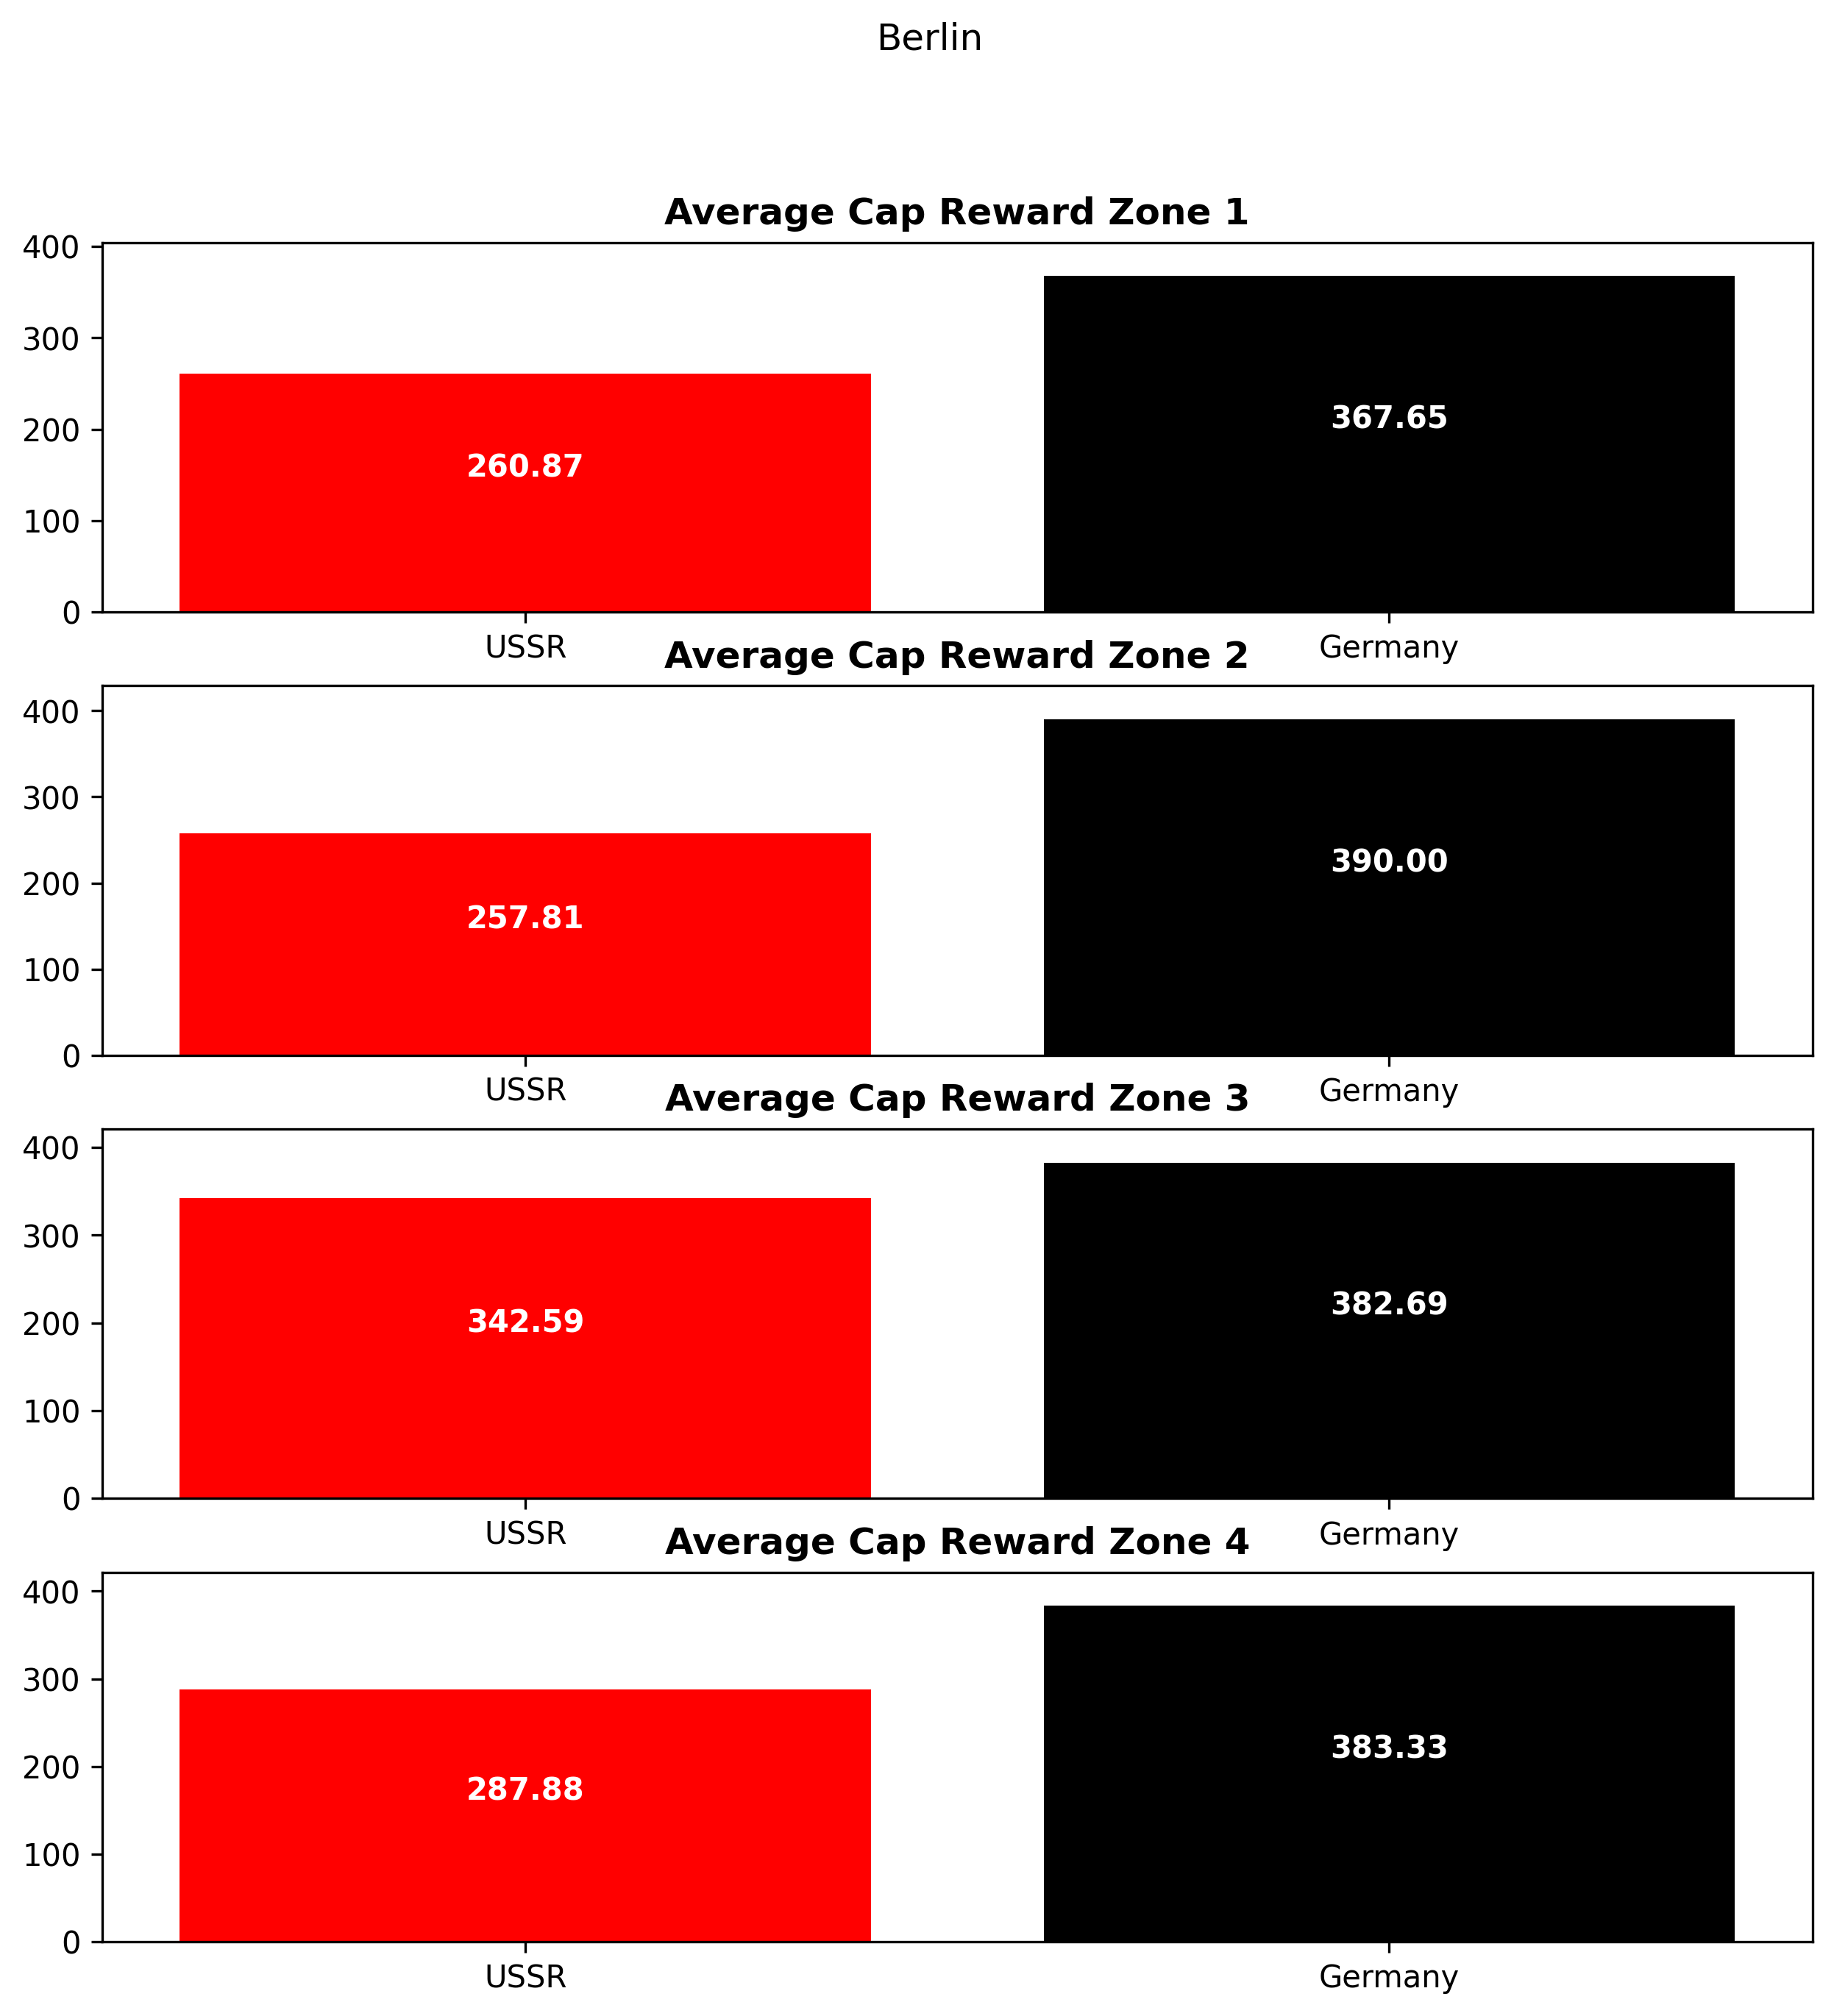 Berlin
Average Cap Reward Zone 1
400
300
200
100
0
260.87
367.65
USSR
Germany
Average Cap Reward Zone 2
400
300
200
100
0
257.81
390.00
USSR
Germany
Average Cap Reward Zone 3
400
300
200
100
0
342.59
382.69
USSR
Germany
Average Cap Reward Zone 4
400
300
200
100
0
287.88
383.33
USSR
Germany